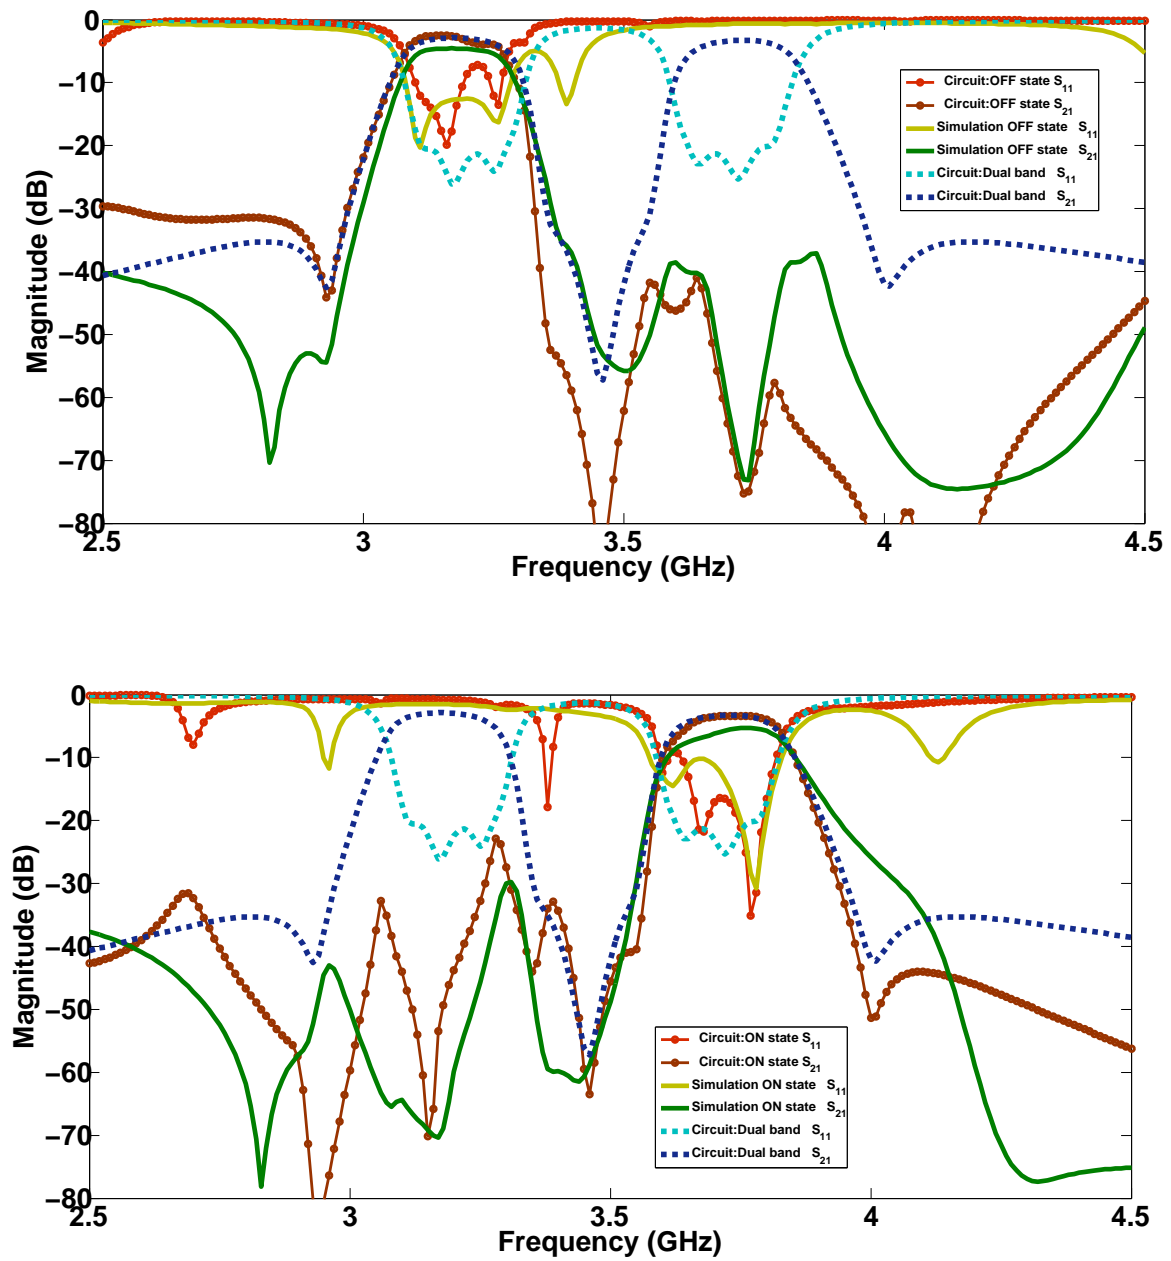 0
−10
−20
−30
−40
−50
−60
−70
−80
Magnitude (dB)
2.5 3 3.5 4 4.5
Frequency (GHz)
Circuit:OFF state S11
Circuit:OFF state S21
Simulation OFF state S11
Simulation OFF state S21
Circuit:Dual band S11
Circuit:Dual band S21
0
−10
−20
−30
−40
−50
−60
−70
−80
Magnitude (dB)
2.5 3 3.5 4 4.5
Frequency (GHz)
Circuit:ON state S11
Circuit:ON state S21
Simulation ON state S11
Simulation ON state S21
Circuit:Dual band S11
Circuit:Dual band S21